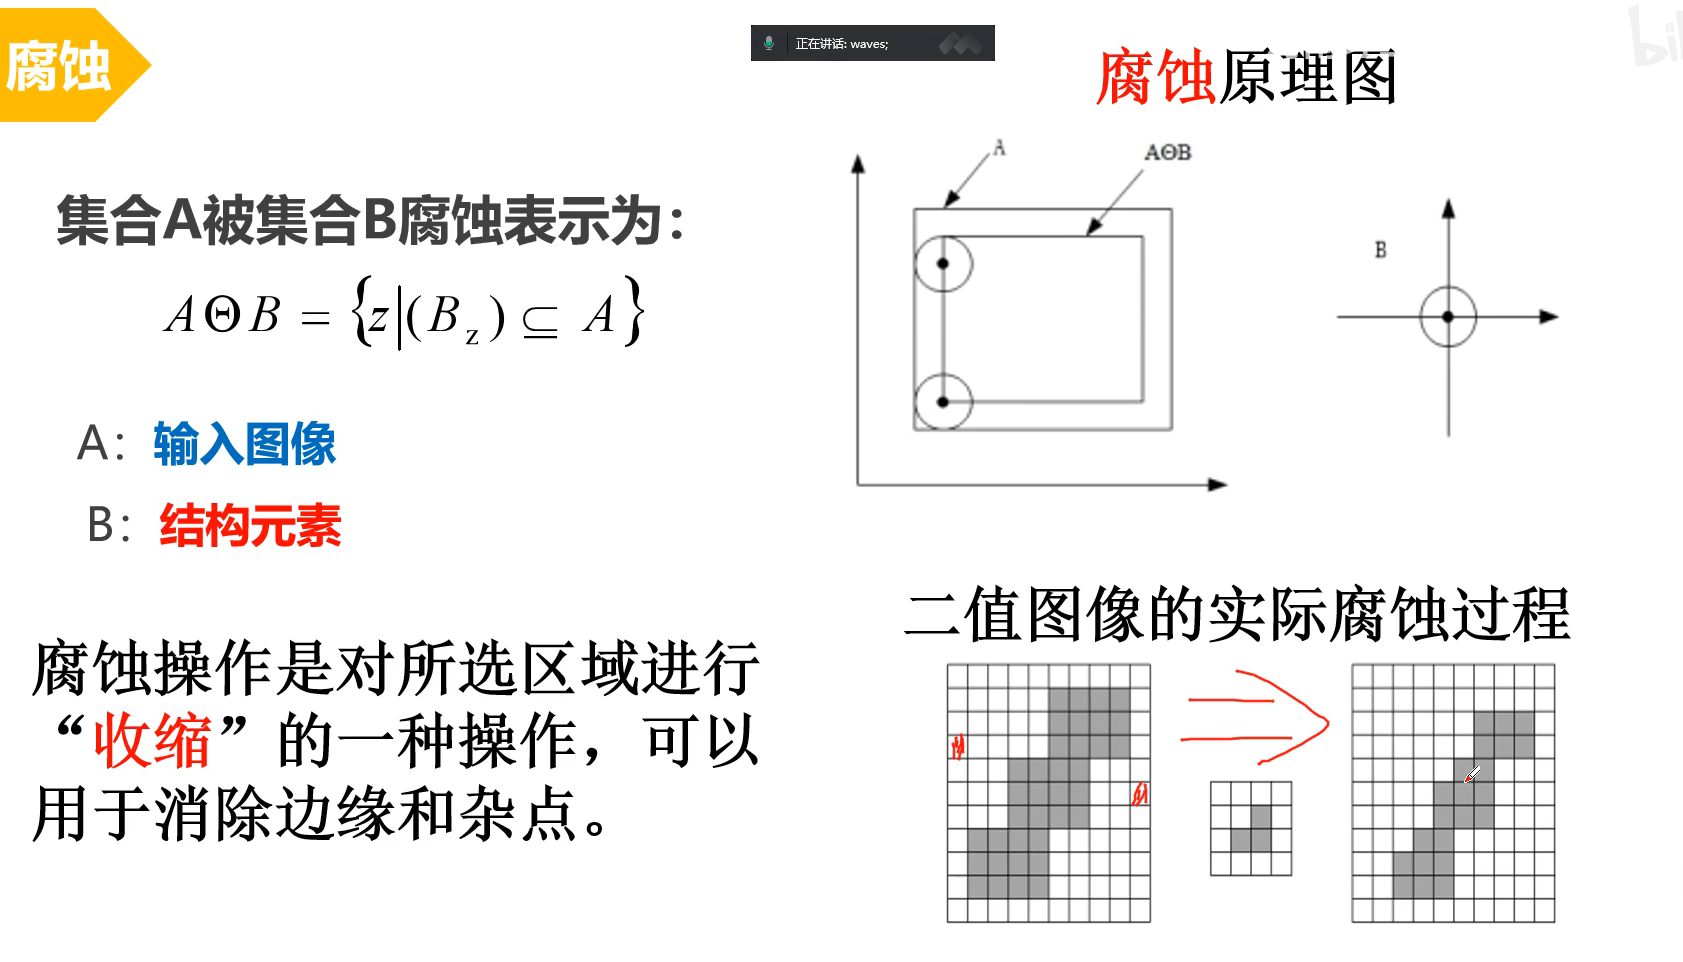 腐蚀
正在讲话: waves;
腐蚀原理图
集合A被集合B腐蚀表示为：
AΘB = {z|(B_z) ⊆ A}
A：输入图像
B：结构元素
腐蚀操作是对所选区域进行
“收缩”的一种操作，可以
用于消除边缘和杂点。
A
AΘB
B
二值图像的实际腐蚀过程